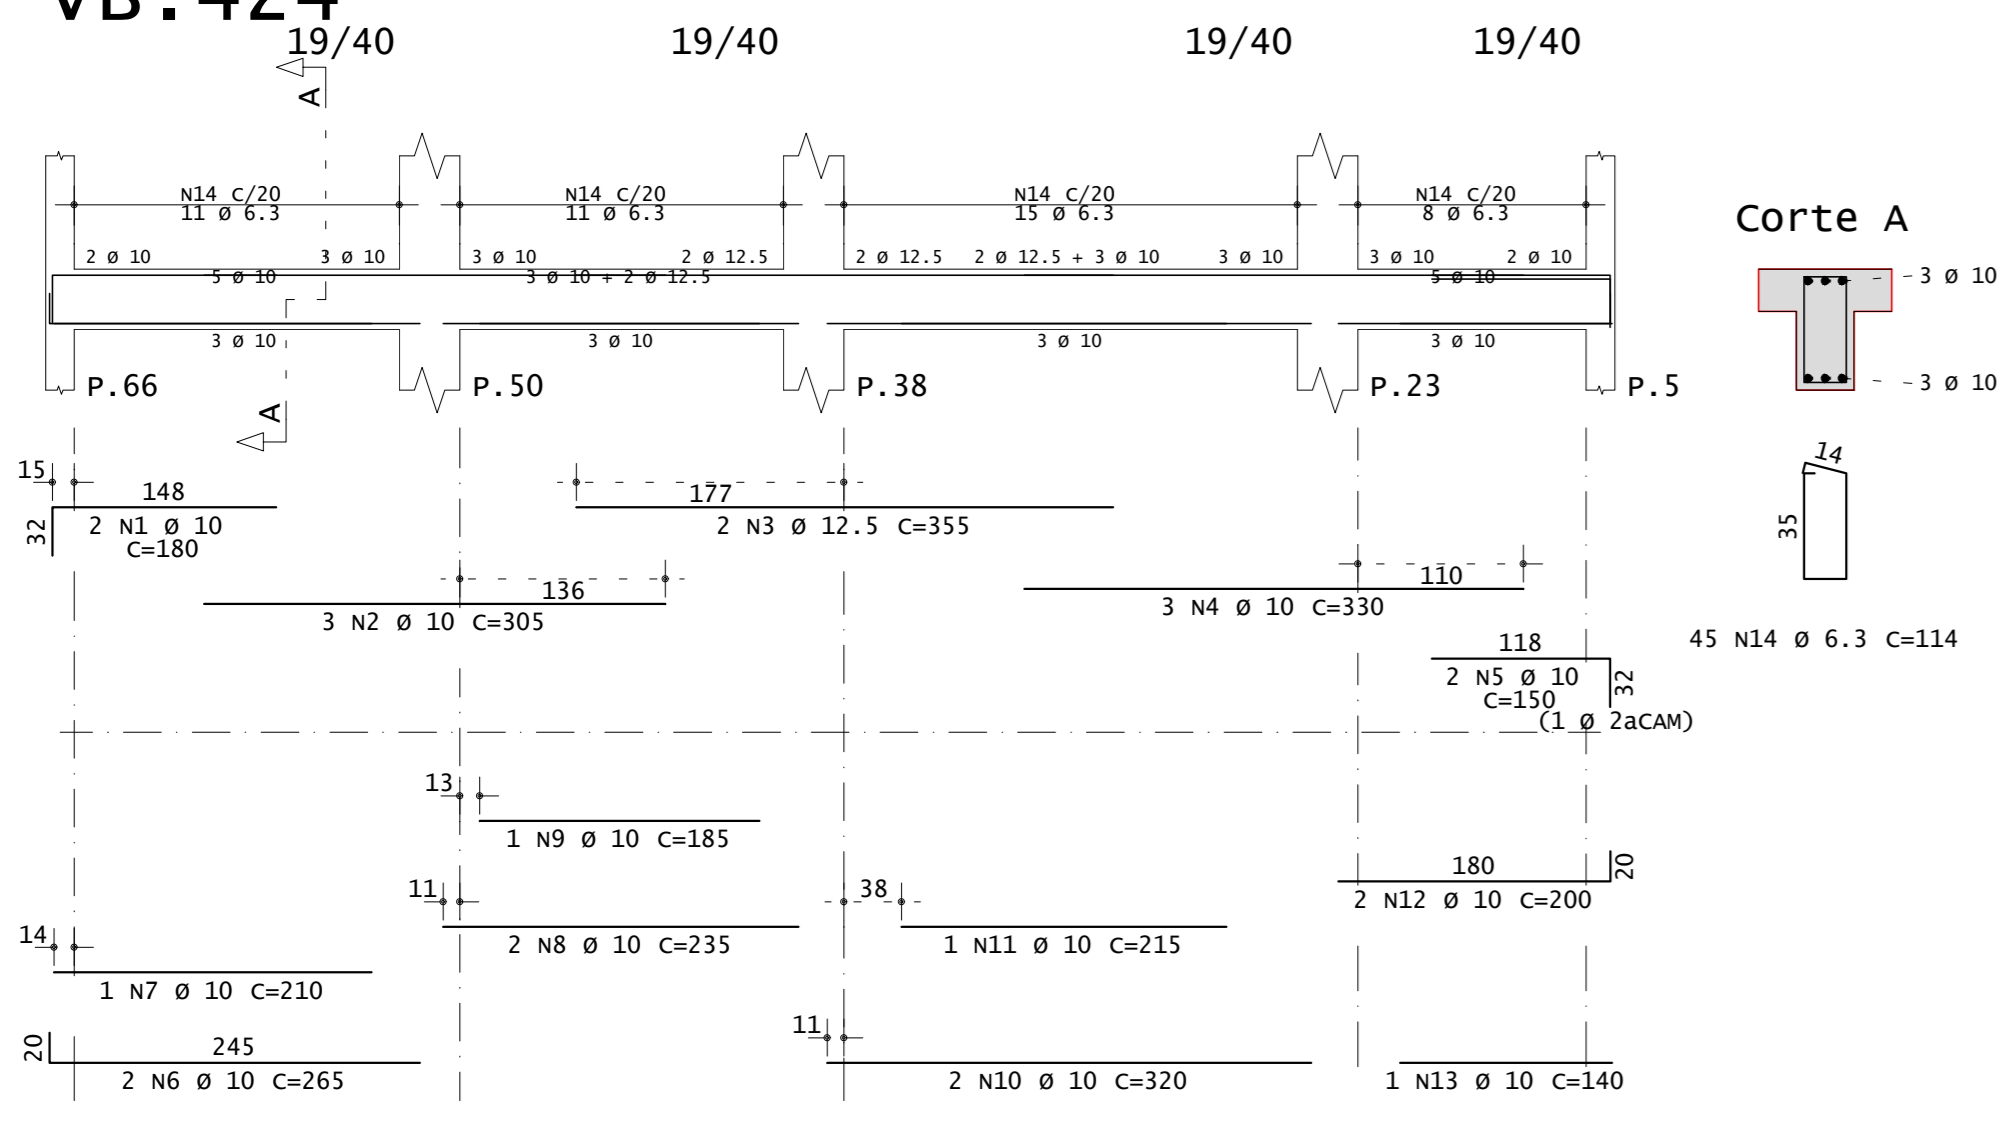 VB.424
19/40 19/40 19/40 19/40
A
N14 C/20 N14 C/20 N14 C/20 N14 C/20
11 Ø 6.3 11 Ø 6.3 15 Ø 6.3 8 Ø 6.3
Corte A
2 Ø 10 3 Ø 10 3 Ø 10 2 Ø 12.5 2 Ø 12.5 2 Ø 12.5 + 3 Ø 10 3 Ø 10 3 Ø 10 2 Ø 10
5 Ø 10 3 Ø 10 + 2 Ø 12.5 5 Ø 10 3 Ø 10
3 Ø 10 3 Ø 10 3 Ø 10 3 Ø 10
3 Ø 10
P.66 P.50 P.38 P.23 P.5
A
14
35
45 N14 Ø 6.3 C=114
15
148
32
2 N1 Ø 10
C=180
177
2 N3 Ø 12.5 C=355
136
3 N2 Ø 10 C=305
110
3 N4 Ø 10 C=330
118
32
2 N5 Ø 10
C=150
(1 Ø 2aCAM)
13
1 N9 Ø 10 C=185
180
20
2 N12 Ø 10 C=200
11
2 N8 Ø 10 C=235
38
1 N11 Ø 10 C=215
14
1 N7 Ø 10 C=210
11
2 N10 Ø 10 C=320
20
245
2 N6 Ø 10 C=265
1 N13 Ø 10 C=140